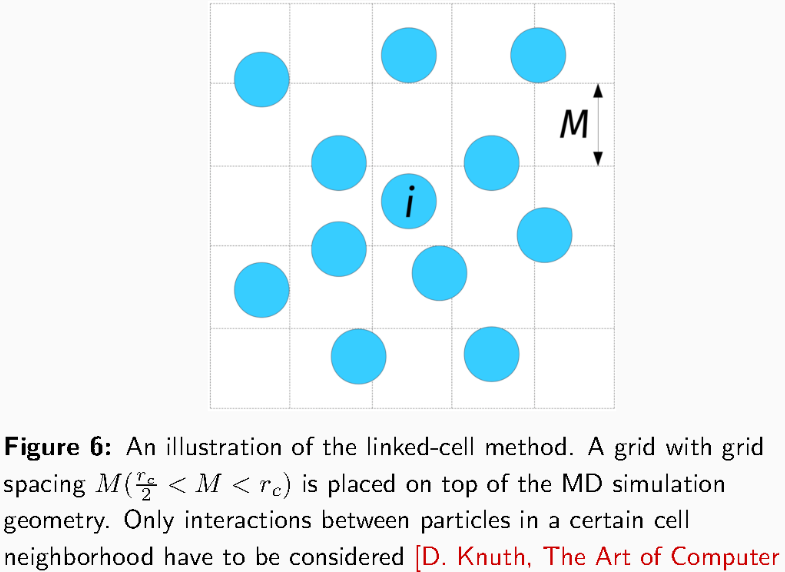 M
i
Figure 6: An illustration of the linked-cell method. A grid with grid
spacing M(r_c/2 < M < r_c) is placed on top of the MD simulation
geometry. Only interactions between particles in a certain cell
neighborhood have to be considered [D. Knuth, The Art of Computer